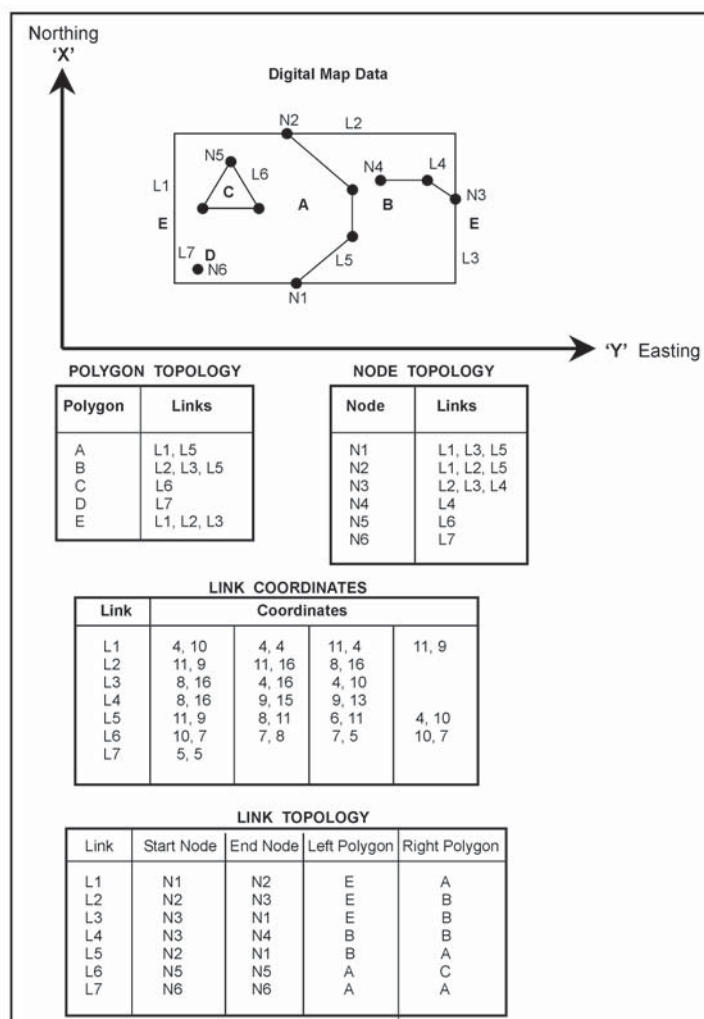 Northing
'X'
Digital Map Data
N2 L2
N5 L6 N4 L4
L1 C A B N3
E E
L7 D L5 L3
N6
N1
'Y' Easting
POLYGON TOPOLOGY
Polygon Links
A L1, L5
B L2, L3, L5
C L6
D L7
E L1, L2, L3
NODE TOPOLOGY
Node Links
N1 L1, L3, L5
N2 L1, L2, L5
N3 L2, L3, L4
N4 L4
N5 L6
N6 L7
LINK COORDINATES
Link Coordinates
L1 4, 10 4, 4 11, 4 11, 9
L2 11, 9 11, 16 8, 16
L3 8, 16 4, 16 4, 10
L4 8, 16 9, 15 9, 13
L5 11, 9 8, 11 6, 11 4, 10
L6 10, 7 7, 8 7, 5 10, 7
L7 5, 5
LINK TOPOLOGY
Link Start Node End Node Left Polygon Right Polygon
L1 N1 N2 E A
L2 N2 N3 E B
L3 N3 N1 E B
L4 N3 N4 B B
L5 N2 N1 B A
L6 N5 N5 A C
L7 N6 N6 A A